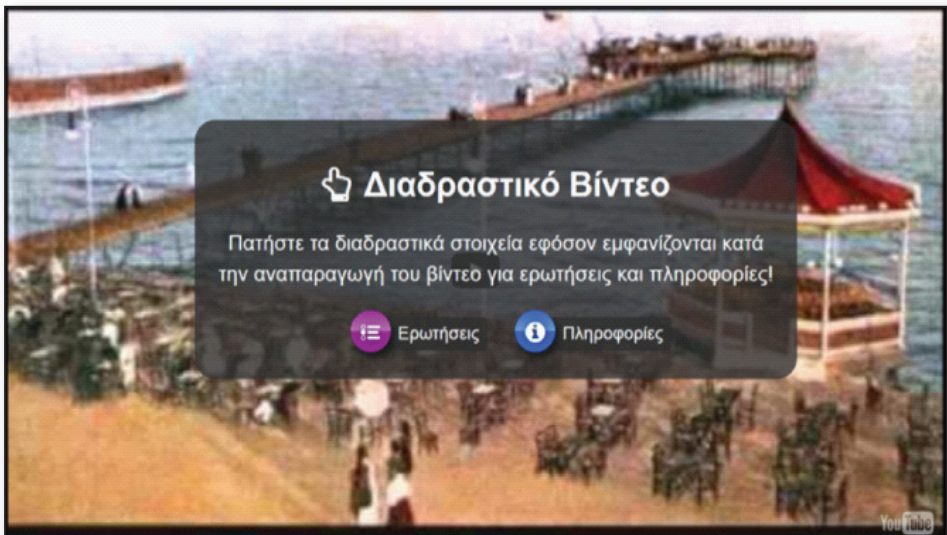 Διαδραστικό Βίντεο
Πατήστε τα διαδραστικά στοιχεία εφόσον εμφανίζονται κατά
την αναπαραγωγή του βίντεο για ερωτήσεις και πληροφορίες!
Ερωτήσεις Πληροφορίες
YouTube